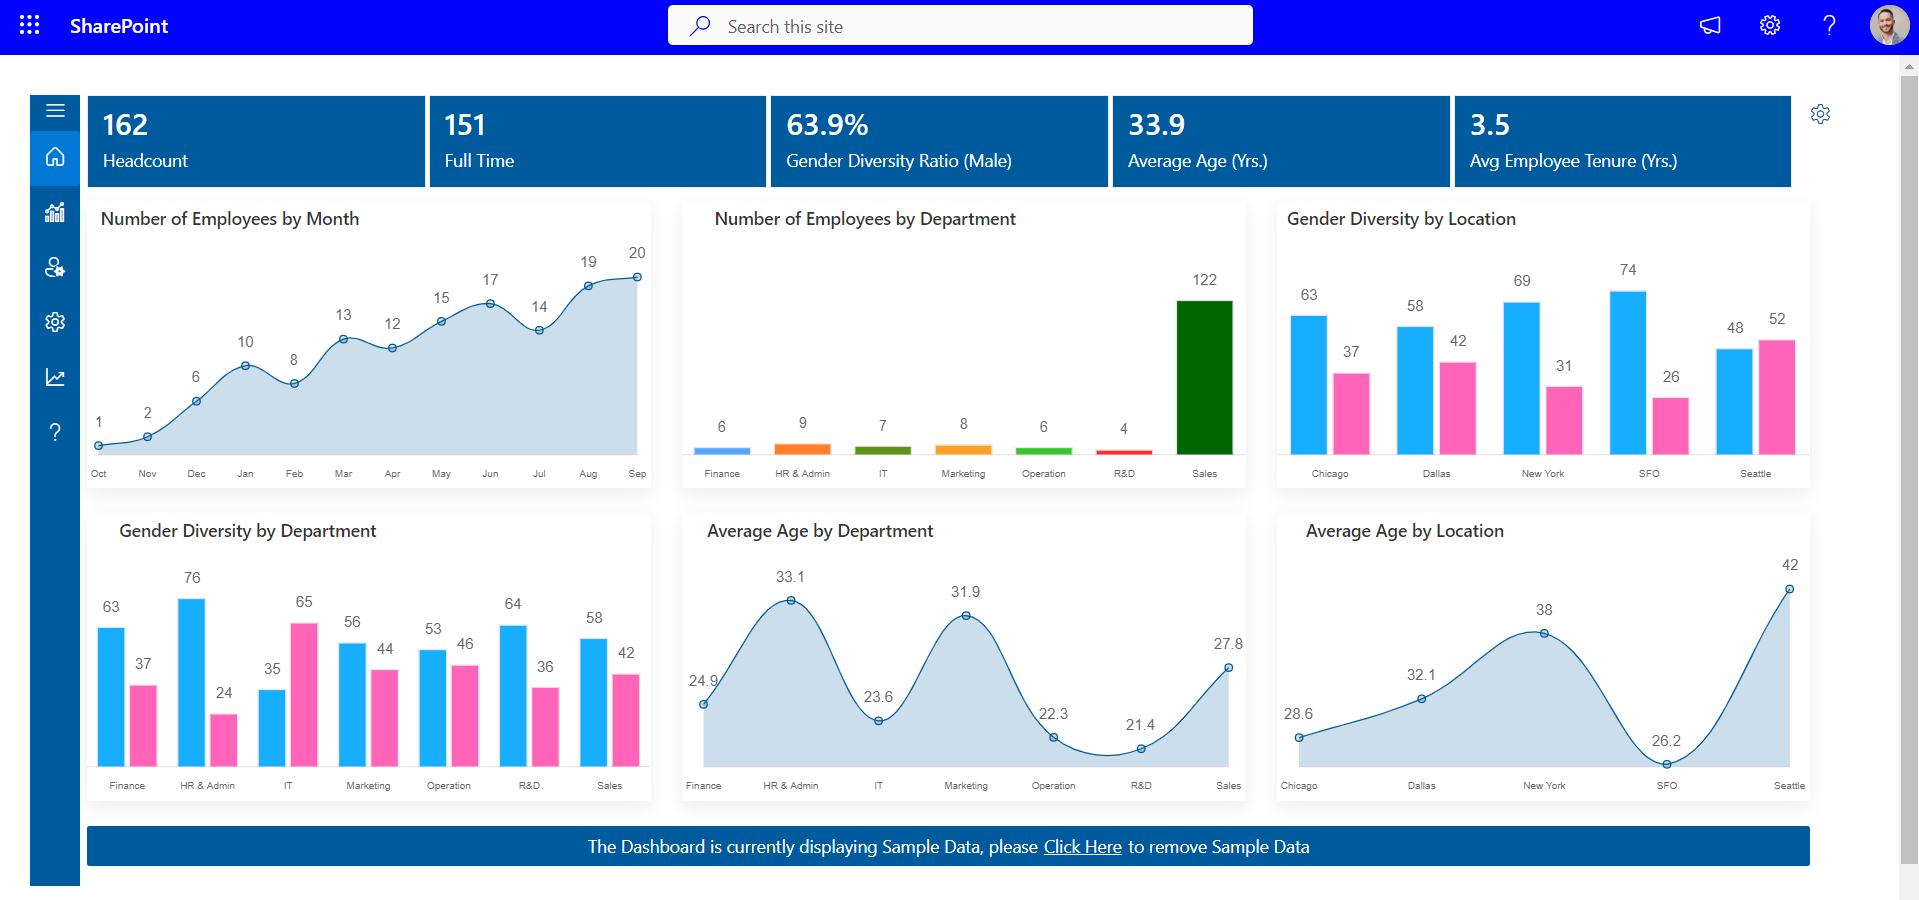 SharePoint
Search this site
162
Headcount
151
Full Time
63.9%
Gender Diversity Ratio (Male)
33.9
Average Age (Yrs.)
3.5
Avg Employee Tenure (Yrs.)
Number of Employees by Month
1 2 6 10 8 13 12 15 17 14 19 20
Oct Nov Dec Jan Feb Mar Apr May Jun Jul Aug Sep
Number of Employees by Department
6 9 7 8 6 4 122
Finance HR & Admin IT Marketing Operation R&D Sales
Gender Diversity by Location
63 37 58 42 69 31 74 26 48 52
Chicago Dallas New York SFO Seattle
Gender Diversity by Department
63 37 76 24 35 65 56 44 53 46 64 36 58 42
Finance HR & Admin IT Marketing Operation R&D Sales
Average Age by Department
24.9 33.1 23.6 31.9 22.3 21.4 27.8
Finance HR & Admin IT Marketing Operation R&D Sales
Average Age by Location
28.6 32.1 38 26.2 42
Chicago Dallas New York SFO Seattle
The Dashboard is currently displaying Sample Data, please Click Here to remove Sample Data